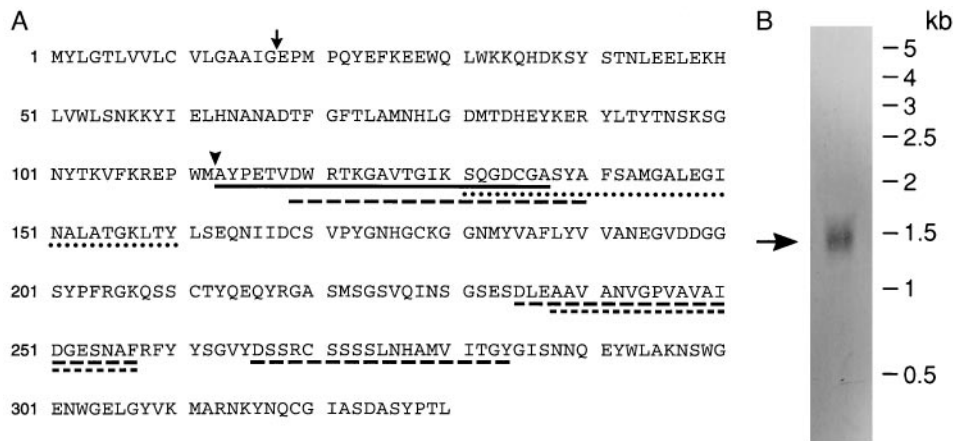 A
1 MYLGTLVVLC VLGAAIGEPM PQYEFKEEWQ LWKKQHDKSY STNLEELEKH
51 LVWLSNKKYI ELHNANADTF GFTLAMNHLG DMTDHEYKER YLTYTNSKSG
101 NYTKVFKREP WMAYPETVDW RTKGAVTGIK SQGDCGASYA FSAMGALEGI
151 NALATGKLTY LSEQNIIDCS VPYGNHGCKG GNMYVAFLYV VANEGVDDGG
201 SYPFRGKQSS CTYQEQYRGA SMSGSVQINS GSESDLEAAV ANVGPVAVAI
251 DGESNAFRFY YSGVYDSSRC SSSSLNHAMV ITGYGISNNQ EYWLAKNSWG
301 ENWGELGYVK MARNKYNQCG IASDASYPTL
B
kb
5
4
3
2.5
2
1.5
1
0.5